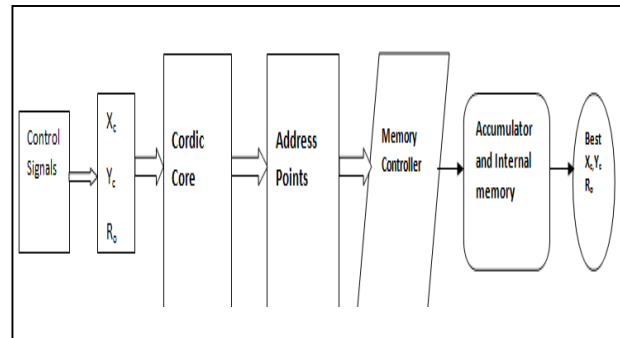 Control
Signals
Xc
Yc
Ro
Cordic
Core
Address
Points
Memory
Controller
Accumulator
and Internal
memory
Best
Xc, Yc
Ro